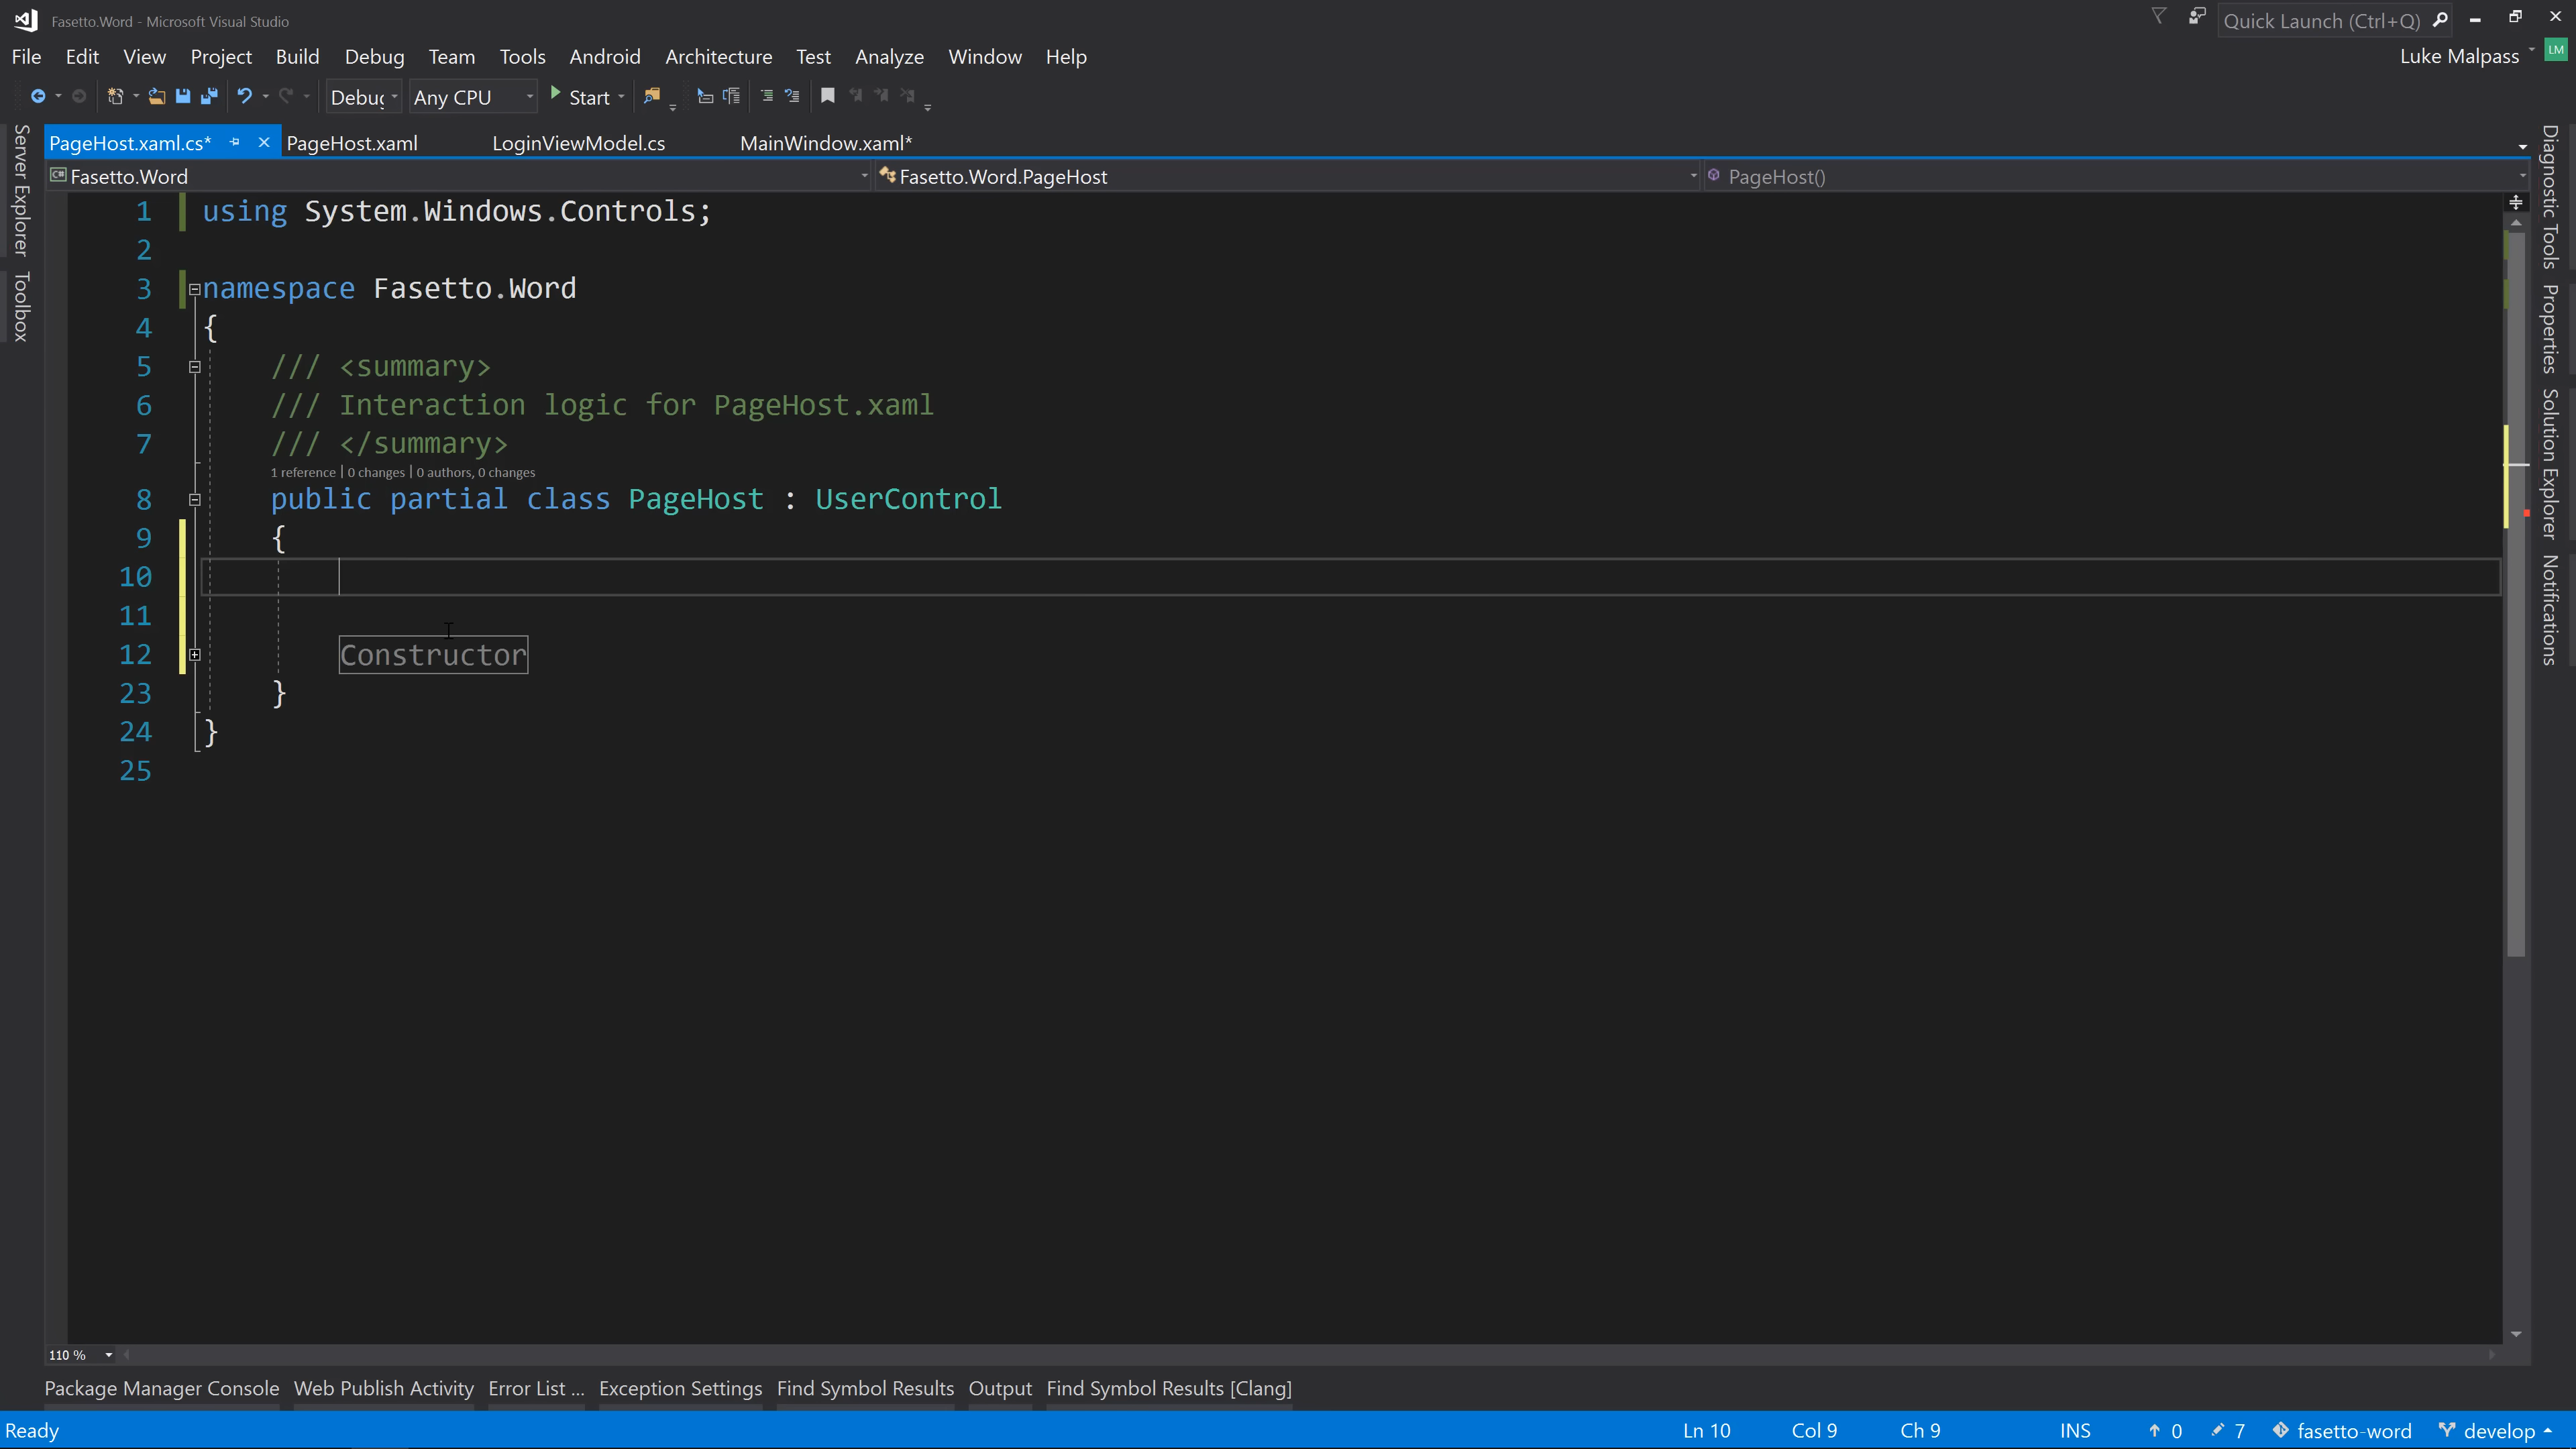 Fasetto.Word - Microsoft Visual Studio
Quick Launch (Ctrl+Q)
File Edit View Project Build Debug Team Tools Android Architecture Test Analyze Window Help
Luke Malpass LM
Debug Any CPU Start
PageHost.xaml.cs* PageHost.xaml LoginViewModel.cs MainWindow.xaml*
C# Fasetto.Word Fasetto.Word.PageHost PageHost()
Server Explorer
Toolbox
1 using System.Windows.Controls;
2
3 namespace Fasetto.Word
4 {
5 /// <summary>
6 /// Interaction logic for PageHost.xaml
7 /// </summary>
1 reference | 0 changes | 0 authors, 0 changes
8 public partial class PageHost : UserControl
9 {
10
11
12 Constructor
23 }
24 }
25
Diagnostic Tools
Properties
Solution Explorer
Notifications
110 %
Package Manager Console Web Publish Activity Error List ... Exception Settings Find Symbol Results Output Find Symbol Results [Clang]
Ready Ln 10 Col 9 Ch 9 INS 0 7 fasetto-word develop